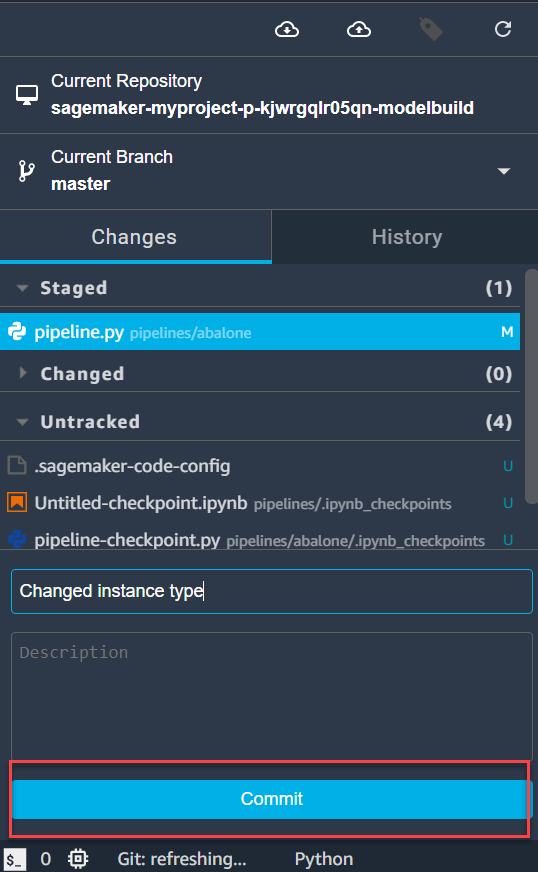 Current Repository
sagemaker-myproject-p-kjwrgqlr05qn-modelbuild
Current Branch
master
Changes History
Staged (1)
pipeline.py pipelines/abalone M
Changed (0)
Untracked (4)
.sagemaker-code-config U
Untitled-checkpoint.ipynb pipelines/.ipynb_checkpoints U
pipeline-checkpoint.py pipelines/abalone/.ipynb_checkpoints U
Changed instance type
Description
Commit
$_ 0 Git: refreshing... Python